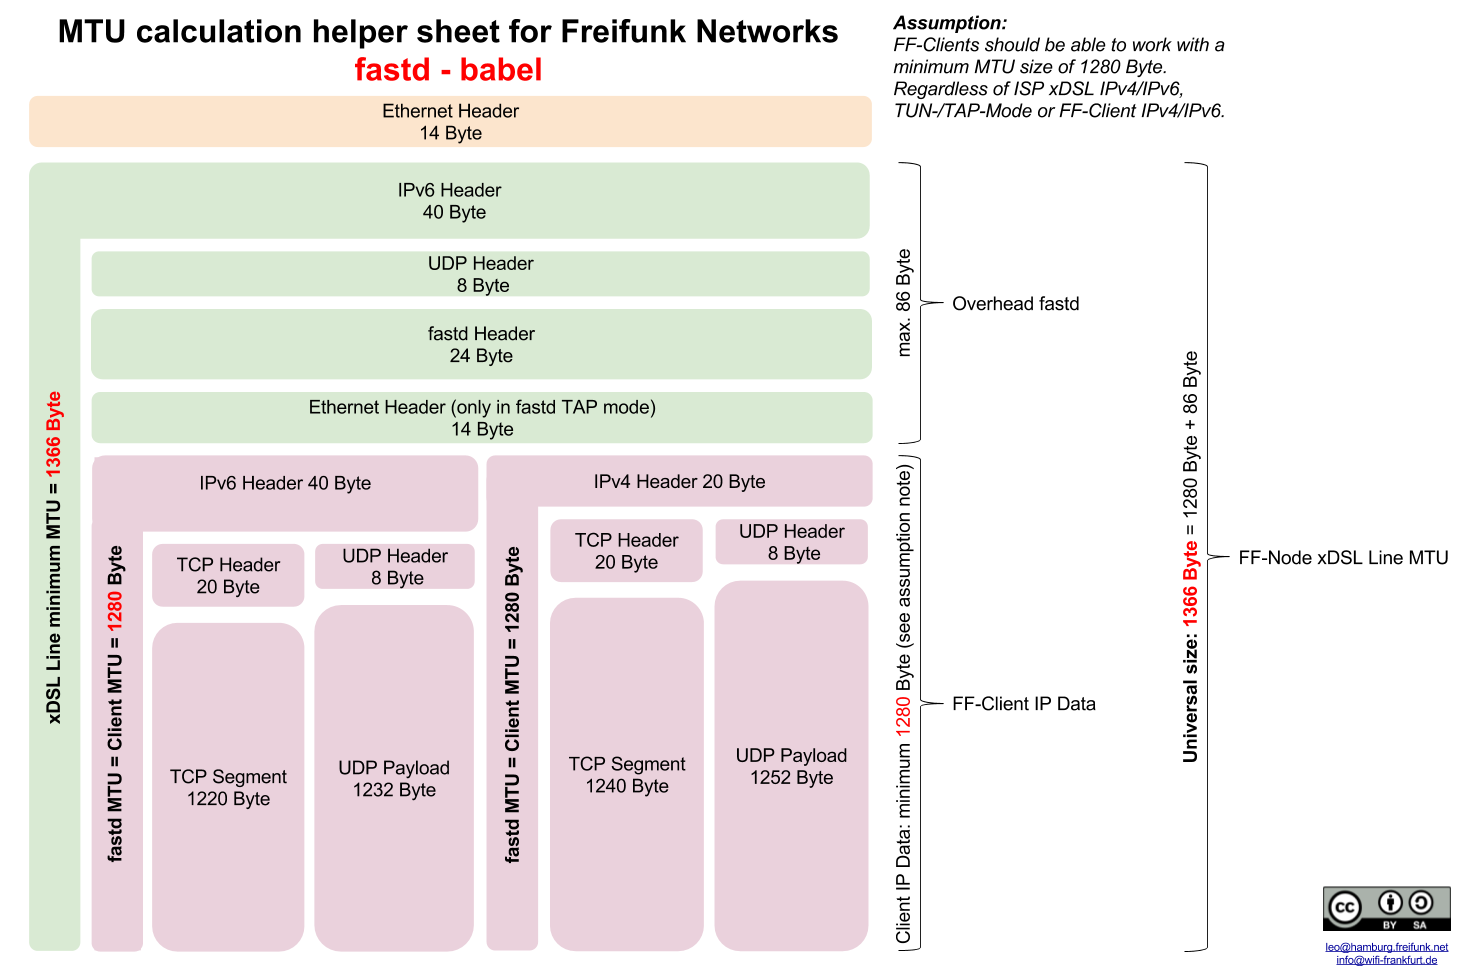 MTU calculation helper sheet for Freifunk Networks
fastd - babel
Assumption:
FF-Clients should be able to work with a
minimum MTU size of 1280 Byte.
Regardless of ISP xDSL IPv4/IPv6,
TUN-/TAP-Mode or FF-Client IPv4/IPv6.
Ethernet Header
14 Byte
IPv6 Header
40 Byte
UDP Header
8 Byte
fastd Header
24 Byte
Ethernet Header (only in fastd TAP mode)
14 Byte
max. 86 Byte
Overhead fastd
xDSL Line minimum MTU = 1366 Byte
IPv6 Header 40 Byte
fastd MTU = Client MTU = 1280 Byte
TCP Header
20 Byte
UDP Header
8 Byte
TCP Segment
1220 Byte
UDP Payload
1232 Byte
IPv4 Header 20 Byte
fastd MTU = Client MTU = 1280 Byte
TCP Header
20 Byte
UDP Header
8 Byte
TCP Segment
1240 Byte
UDP Payload
1252 Byte
Client IP Data: minimum 1280 Byte (see assumption note)
FF-Client IP Data
Universal size: 1366 Byte = 1280 Byte + 86 Byte
FF-Node xDSL Line MTU
cc
BY SA
leo@hamburg.freifunk.net
info@wifi-frankfurt.de